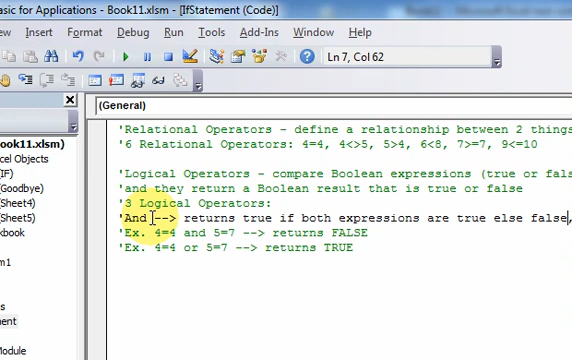 sic for Applications - Book11.xlsm - [IfStatement (Code)]
Insert Format Debug Run Tools Add-Ins Window Help
Ln 7, Col 62
ook11.xlsm)
(General)
cel Objects
(IF)
(Goodbye)
(Sheet4)
(Sheet5)
kbook
m1
s
ment
Module
'Relational Operators - define a relationship between 2 things
'6 Relational Operators: 4=4, 4<>5, 5>4, 6<8, 7>=7, 9<=10
'Logical Operators - compare Boolean expressions (true or fals
'and they return a Boolean result that is true or false
'3 Logical Operators:
'And --> returns true if both expressions are true else false,
'Ex. 4=4 and 5=7 --> returns FALSE
'Ex. 4=4 or 5=7 --> returns TRUE